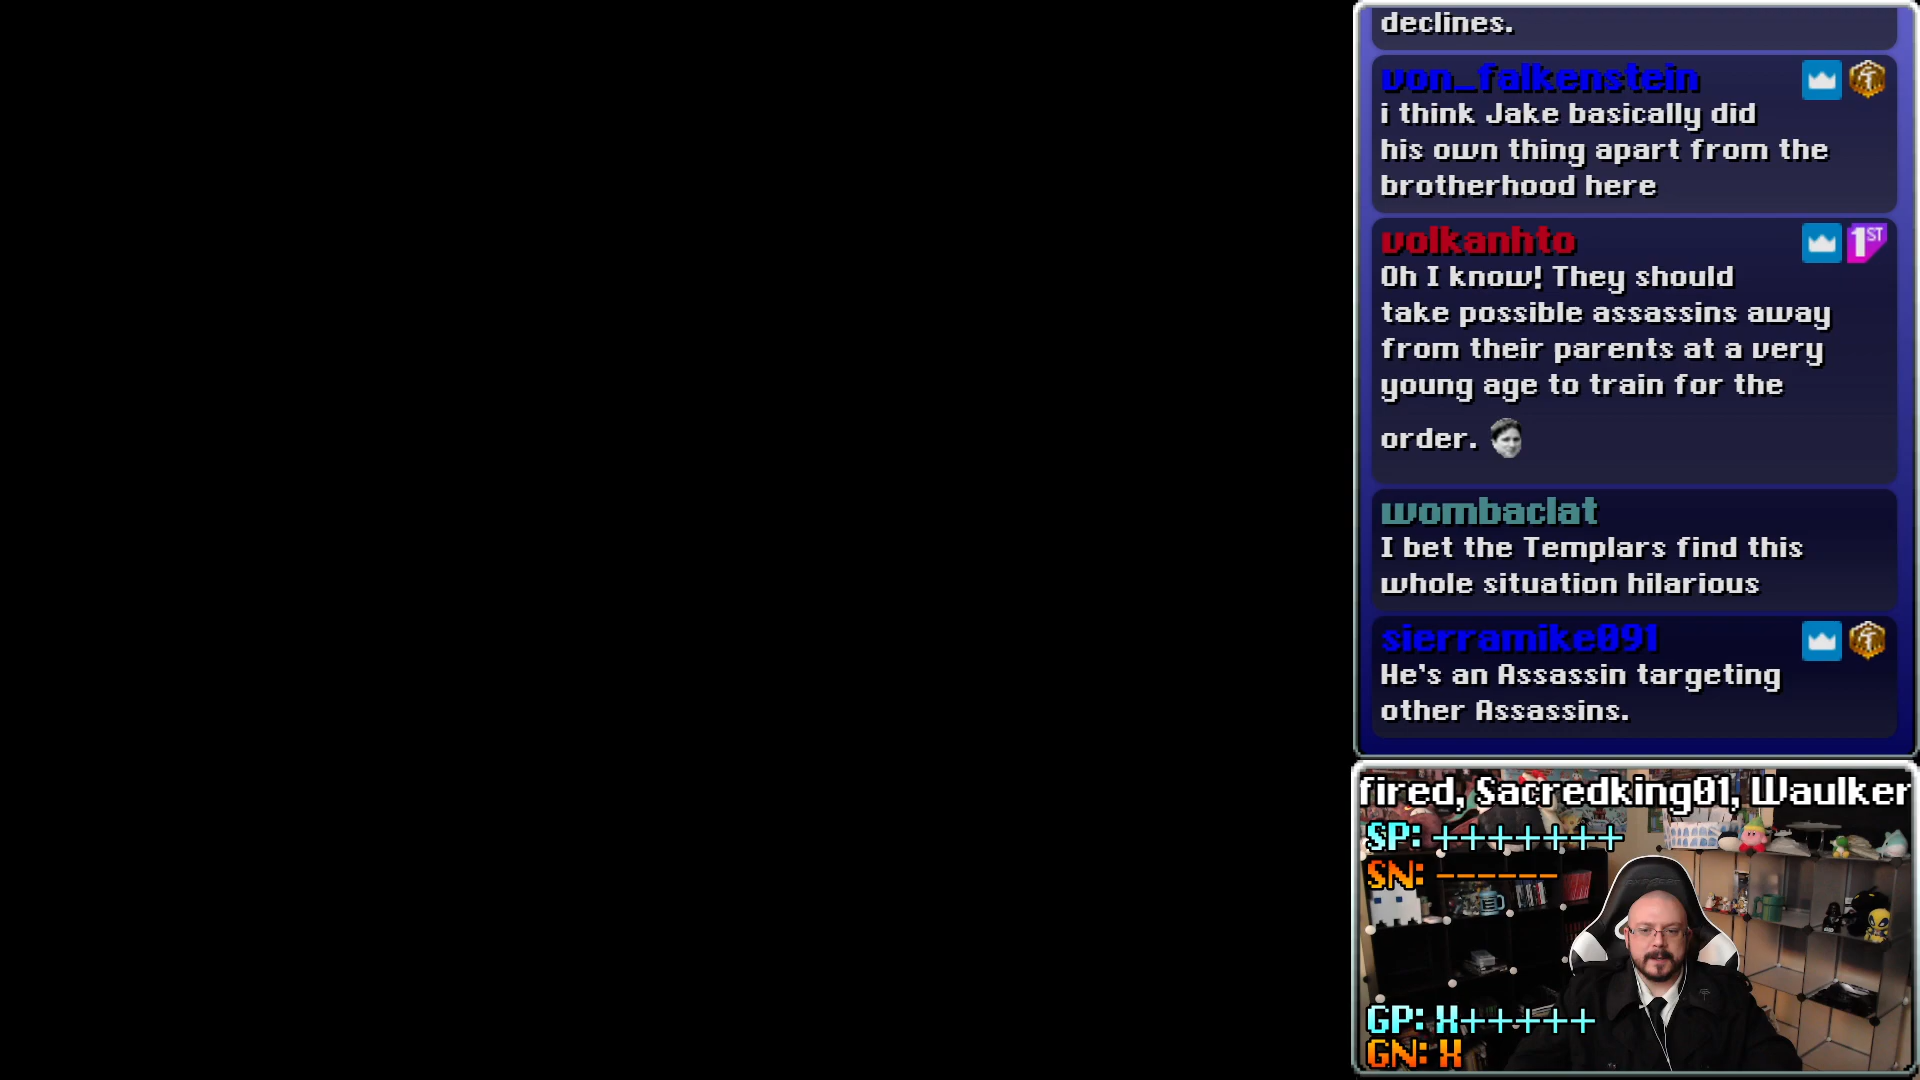 declines.
von_falkenstein
i think Jake basically did
his own thing apart from the
brotherhood here
volkanhto
1ST
Oh I know! They should
take possible assassins away
from their parents at a very
young age to train for the
order.
wombaclat
I bet the Templars find this
whole situation hilarious
sierramike091
He's an Assassin targeting
other Assassins.
fired, Sacredking01, Waulker
SP: +++++++
SN: ------
GP: X+++++
GN: X